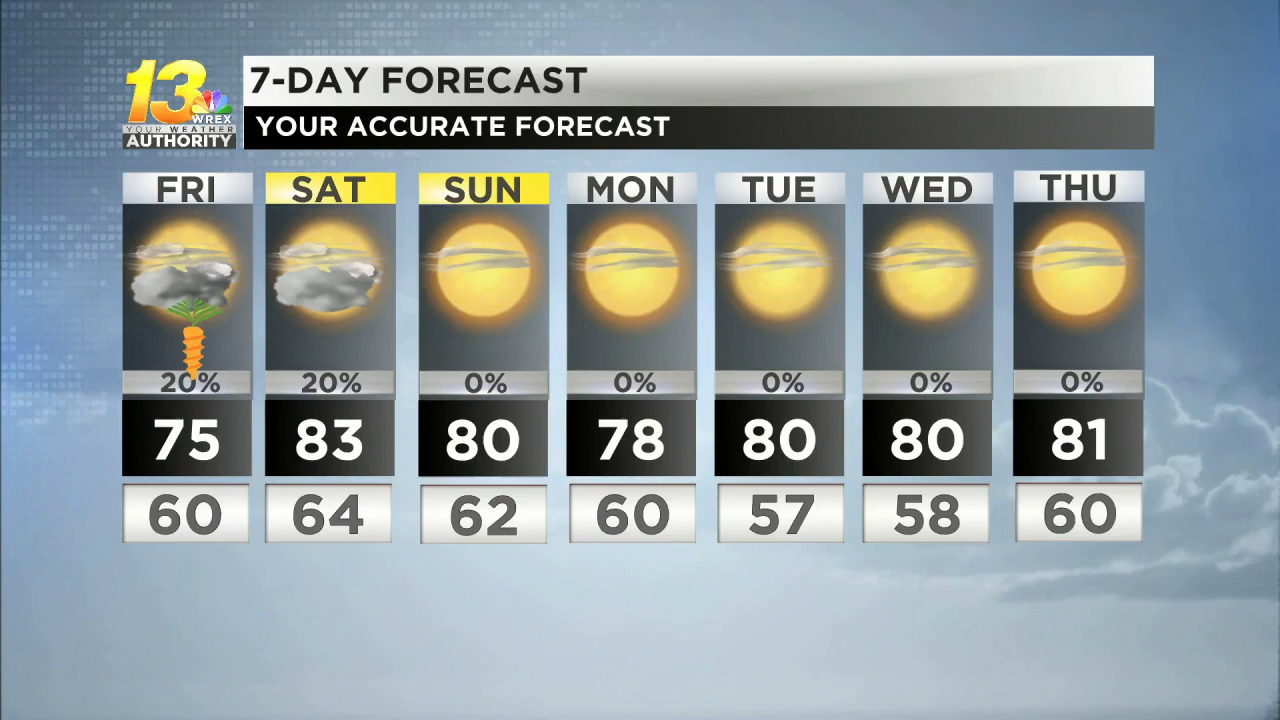 13
WREX
YOUR WEATHER
AUTHORITY
7-DAY FORECAST
YOUR ACCURATE FORECAST
FRI SAT SUN MON TUE WED THU
20% 20% 0% 0% 0% 0% 0%
75 83 80 78 80 80 81
60 64 62 60 57 58 60